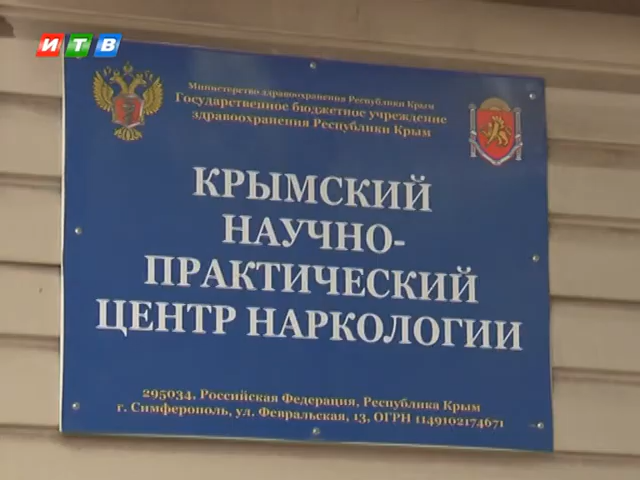 ИТВ
Министерство здравоохранения Республики Крым
Государственное бюджетное учреждение
здравоохранения Республики Крым
КРЫМСКИЙ
НАУЧНО-
ПРАКТИЧЕСКИЙ
ЦЕНТР НАРКОЛОГИИ
295034, Российская Федерация, Республика Крым
г. Симферополь, ул. Февральская, 13, ОГРН 1149102174671